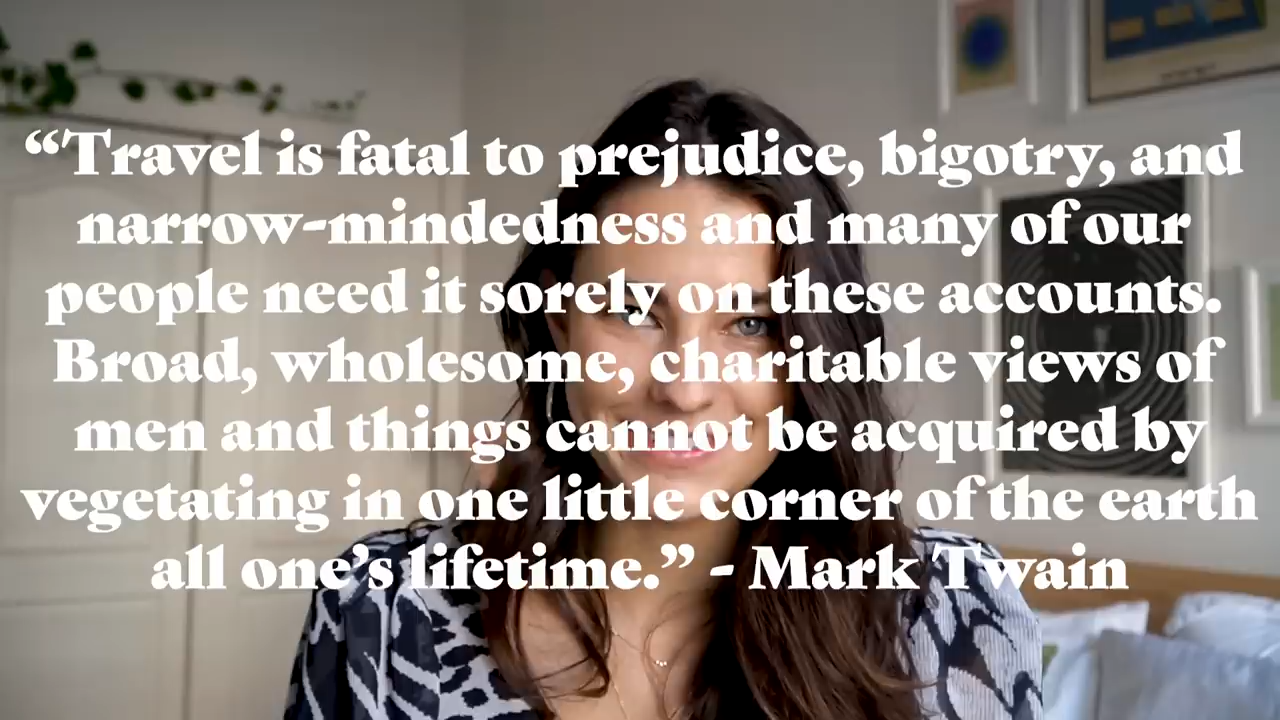 “Travel is fatal to prejudice, bigotry, and
narrow-mindedness and many of our
people need it sorely on these accounts.
Broad, wholesome, charitable views of
men and things cannot be acquired by
vegetating in one little corner of the earth
all one’s lifetime.” - Mark Twain